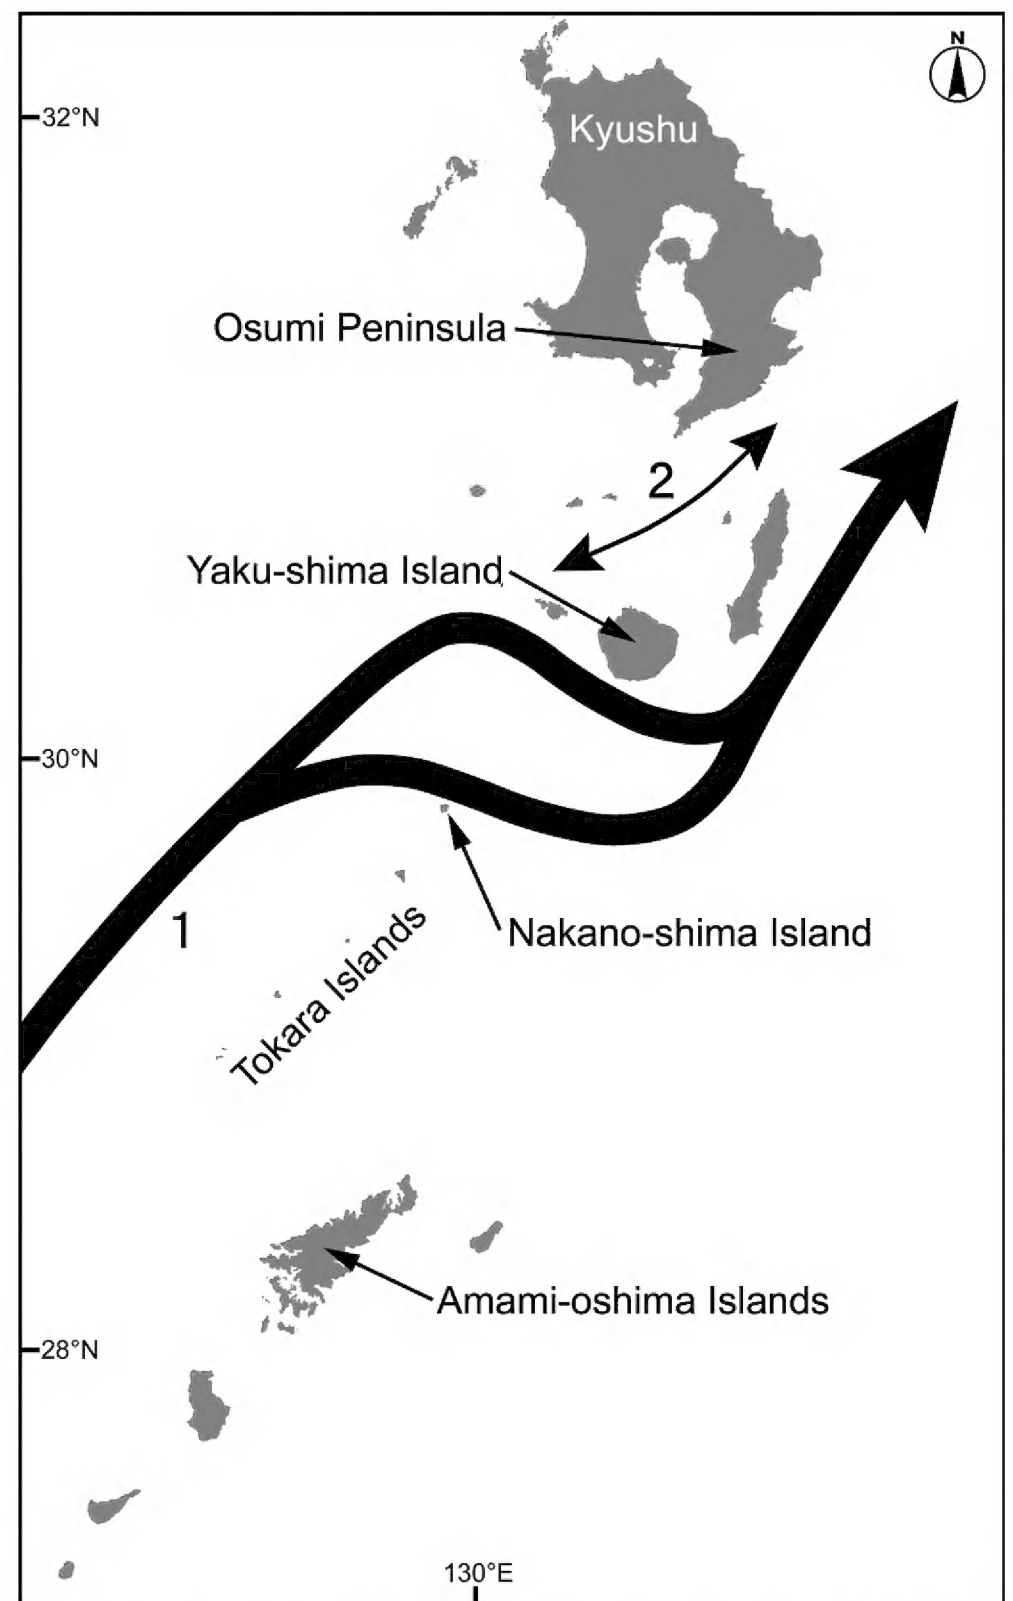 N
32°N
Kyushu
Osumi Peninsula
2
Yaku-shima Island
30°N
1
Nakano-shima Island
Tokara Islands
Amami-oshima Islands
28°N
130°E